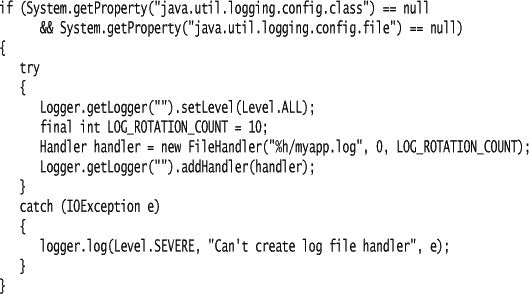 if (System.getProperty("java.util.logging.config.class") == null
      && System.getProperty("java.util.logging.config.file") == null)
{
   try
   {
      Logger.getLogger("").setLevel(Level.ALL);
      final int LOG_ROTATION_COUNT = 10;
      Handler handler = new FileHandler("%h/myapp.log", 0, LOG_ROTATION_COUNT);
      Logger.getLogger("").addHandler(handler);
   }
   catch (IOException e)
   {
      logger.log(Level.SEVERE, "Can't create log file handler", e);
   }
}